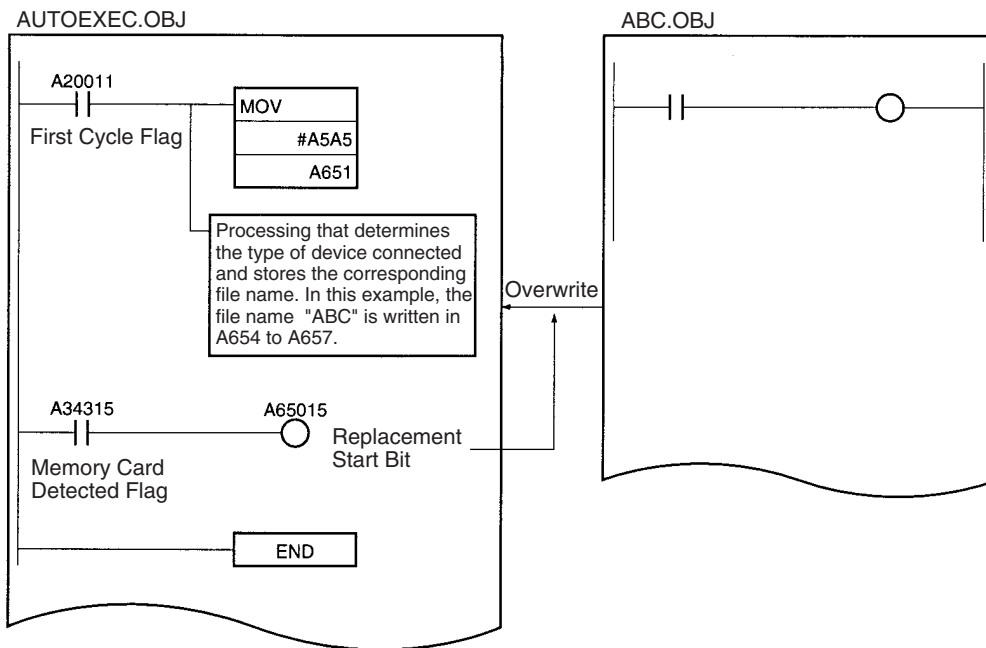 AUTOEXEC.OBJ
A20011
First Cycle Flag
MOV
#A5A5
A651
Processing that determines
the type of device connected
and stores the corresponding
file name. In this example, the
file name "ABC" is written in
A654 to A657.
A34315
Memory Card
Detected Flag
A65015
Replacement
Start Bit
END
Overwrite
ABC.OBJ